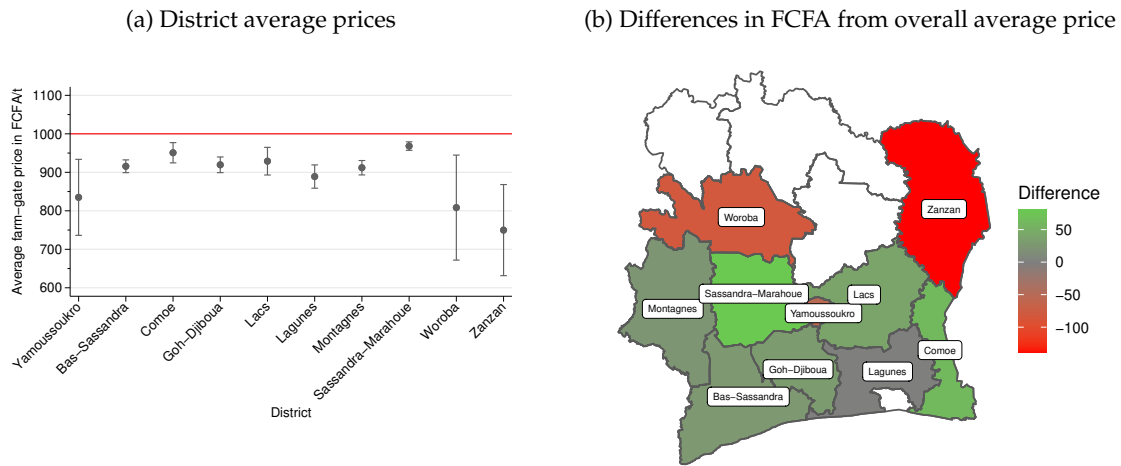 (a) District average prices
(b) Differences in FCFA from overall average price
Average farm−gate price in FCFA/t
1100
1000
900
800
700
600
Yamoussoukro
Bas−Sassandra
Comoe
Goh−Djiboua
Lacs
Lagunes
Montagnes
Sassandra−Marahoue
Woroba
Zanzan
District
Zanzan
Woroba
Sassandra−Marahoue
Lacs
Montagnes
Yamoussoukro
Comoe
Goh−Djiboua
Lagunes
Bas−Sassandra
Difference
50
0
−50
−100